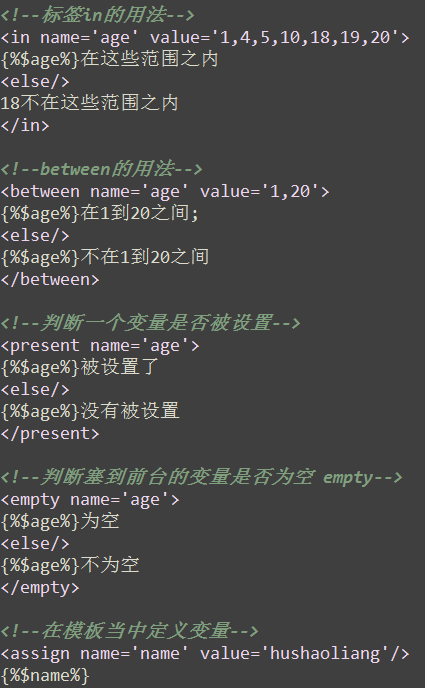 <!--标签in的用法-->
<in name='age' value='1,4,5,10,18,19,20'>
{%$age%}在这些范围之内
<else/>
18不在这些范围之内
</in>
<!--between的用法-->
<between name='age' value='1,20'>
{%$age%}在1到20之间;
<else/>
{%$age%}不在1到20之间
</between>
<!--判断一个变量是否被设置-->
<present name='age'>
{%$age%}被设置了
<else/>
{%$age%}没有被设置
</present>
<!--判断塞到前台的变量是否为空 empty-->
<empty name='age'>
{%$age%}为空
<else/>
{%$age%}不为空
</empty>
<!--在模板当中定义变量-->
<assign name='name' value='hushaoliang'/>
{%$name%}